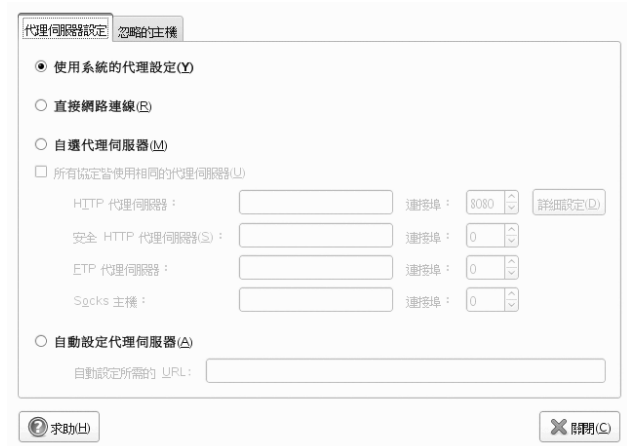 代理伺服器設定 忽略的主機
使用系統的代理設定(Y)
直接網路連線(R)
自選代理伺服器(M)
所有協定皆使用相同的代理伺服器(U)
HTTP 代理伺服器： 連接埠： 8080 詳細設定(D)
安全 HTTP 代理伺服器(S)： 連接埠： 0
FTP 代理伺服器： 連接埠： 0
Socks 主機： 連接埠： 0
自動設定代理伺服器(A)
自動設定所需的 URL:
求助(H) 關閉(C)